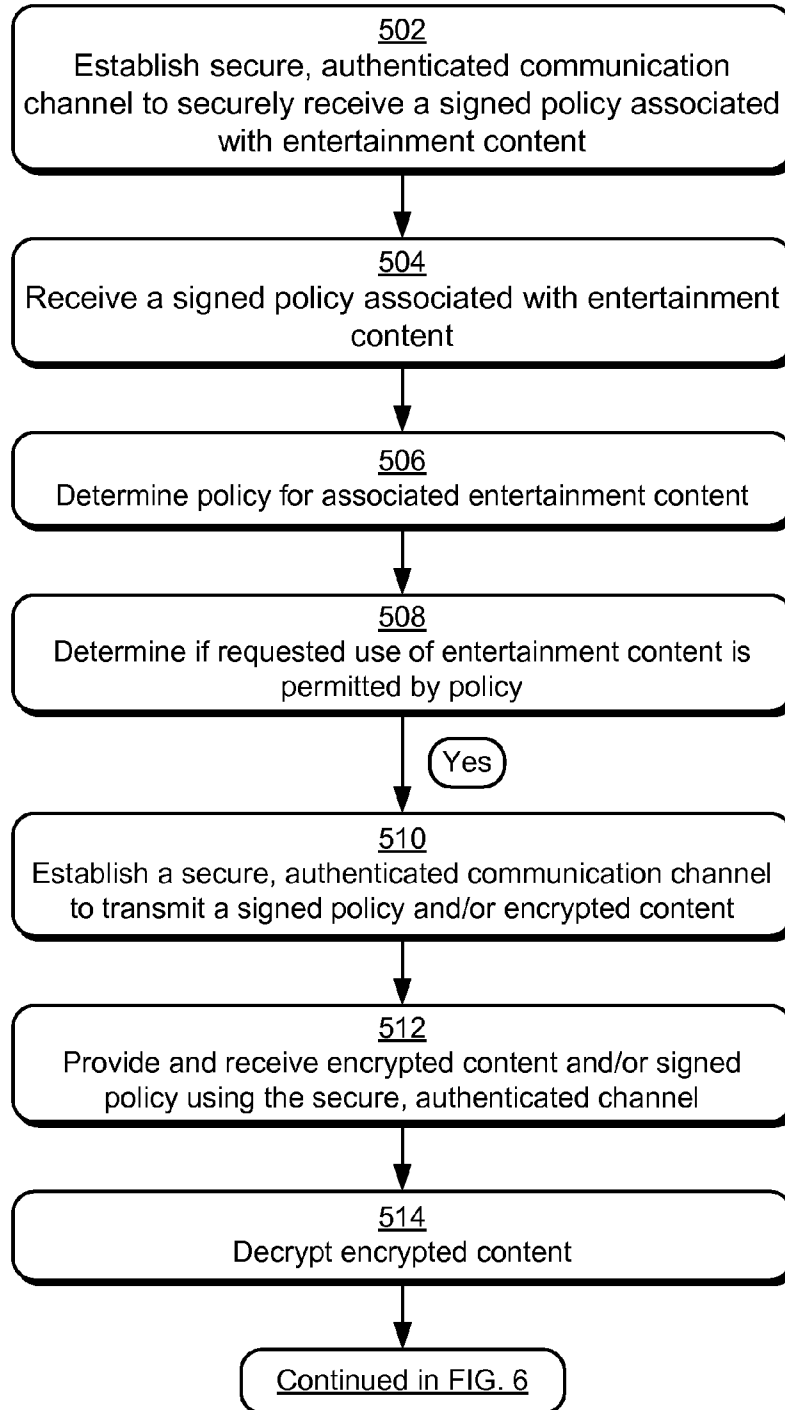 502
Establish secure, authenticated communication
channel to securely receive a signed policy associated
with entertainment content
504
Receive a signed policy associated with entertainment
content
506
Determine policy for associated entertainment content
508
Determine if requested use of entertainment content is
permitted by policy
Yes
510
Establish a secure, authenticated communication channel
to transmit a signed policy and/or encrypted content
512
Provide and receive encrypted content and/or signed
policy using the secure, authenticated channel
514
Decrypt encrypted content
Continued in FIG. 6